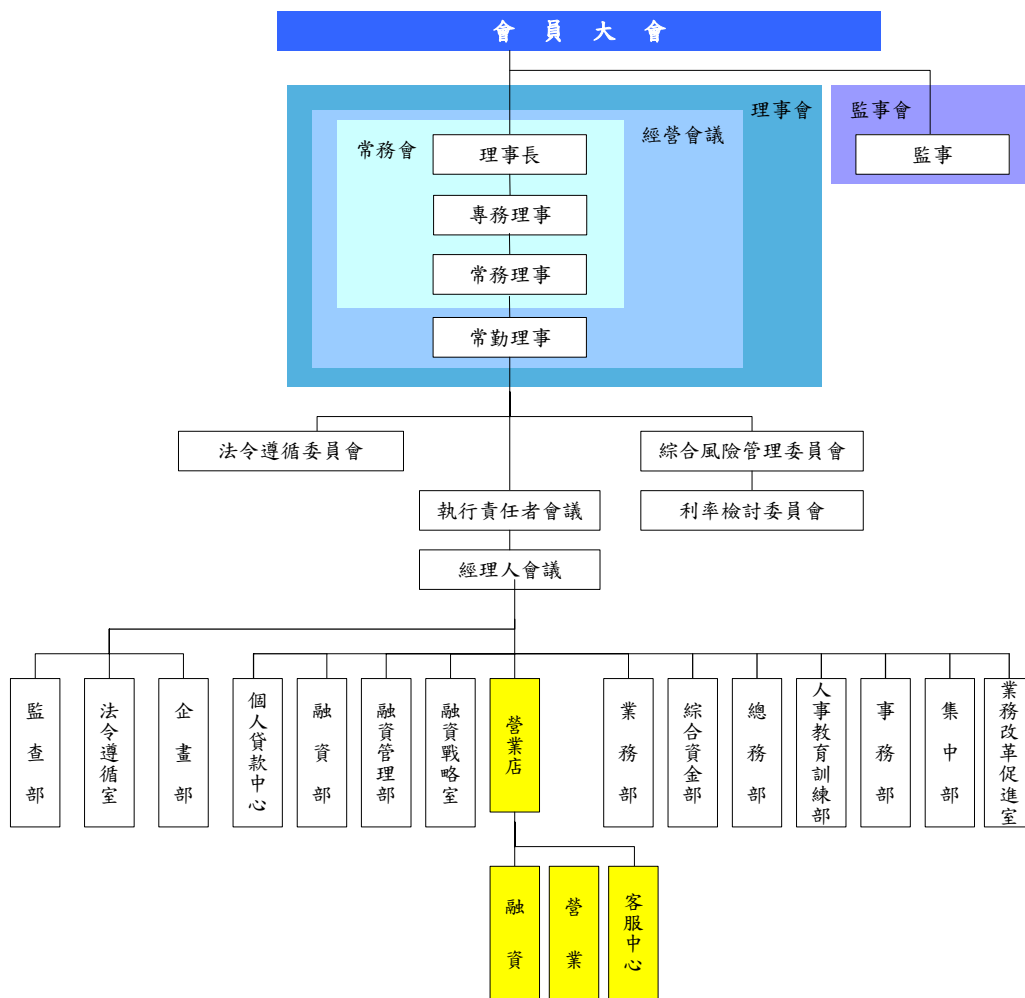 會員大會
理事會
監事會
經營會議
常務會
理事長
監事
專務理事
常務理事
常勤理事
法令遵循委員會
綜合風險管理委員會
執行責任者會議
利率檢討委員會
經理人會議
監查部
法令遵循室
企畫部
個人貸款中心
融資部
融資管理部
融資戰略室
營業店
業務部
綜合資金部
總務部
人事教育訓練部
事務部
集中部
業務改革促進室
融資
營業
客服中心